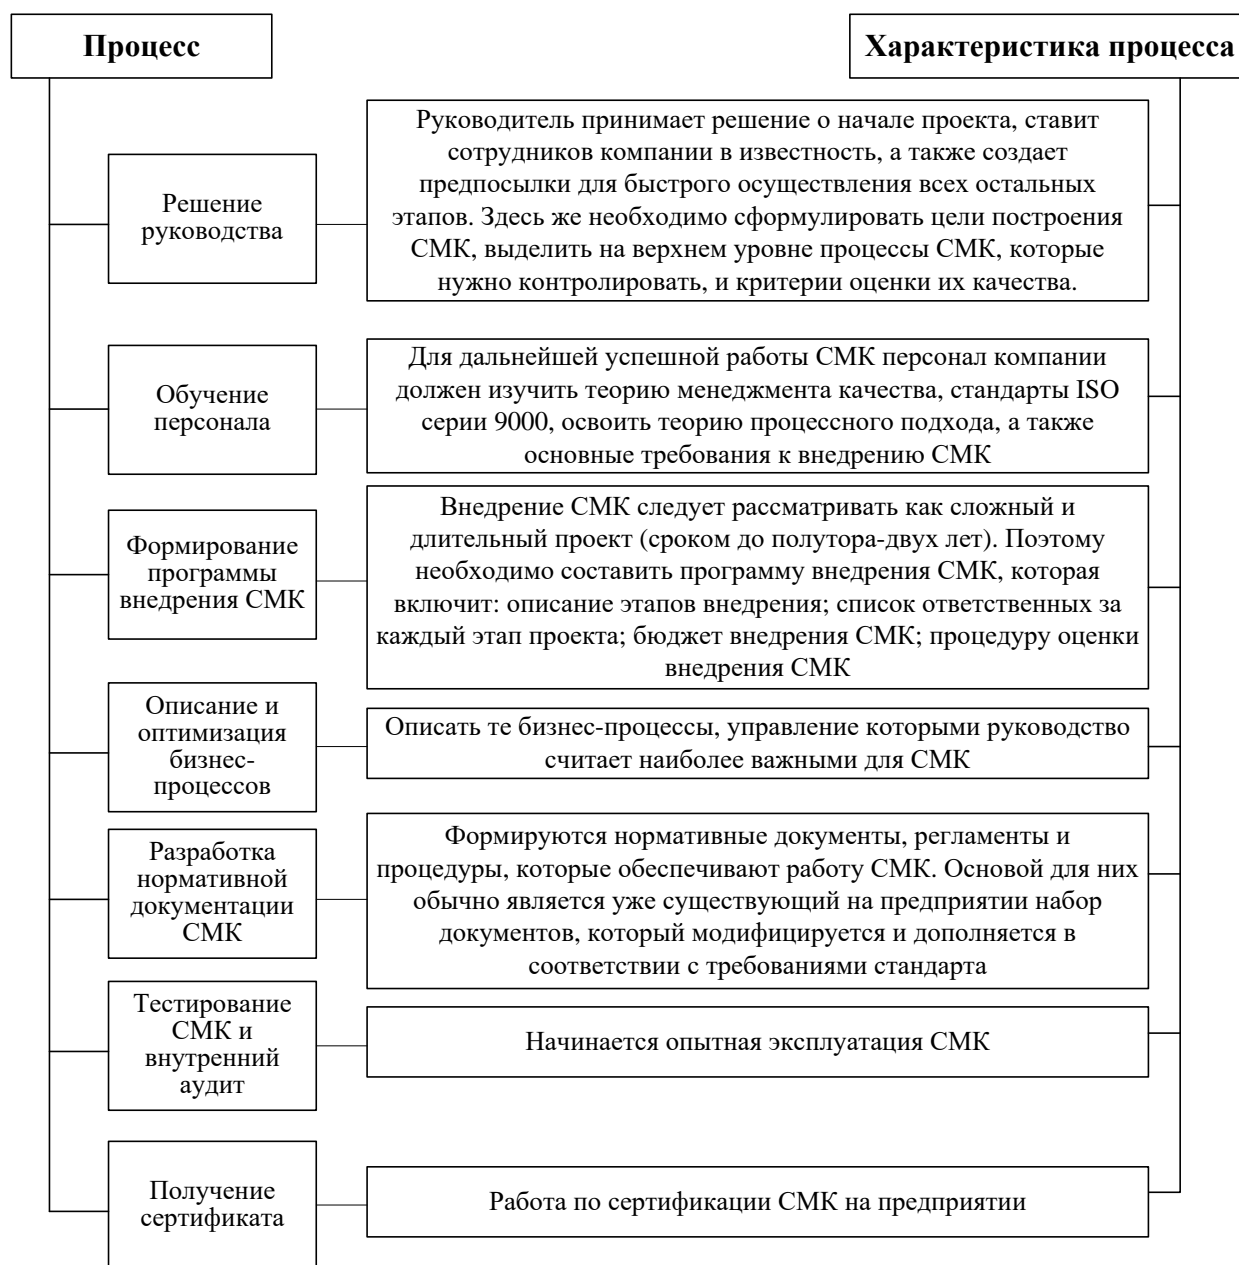 Процесс
Характеристика процесса
Решение
руководства
Руководитель принимает решение о начале проекта, ставит
сотрудников компании в известность, а также создает
предпосылки для быстрого осуществления всех остальных
этапов. Здесь же необходимо сформулировать цели построения
СМК, выделить на верхнем уровне процессы СМК, которые
нужно контролировать, и критерии оценки их качества.
Обучение
персонала
Для дальнейшей успешной работы СМК персонал компании
должен изучить теорию менеджмента качества, стандарты ISO
серии 9000, освоить теорию процессного подхода, а также
основные требования к внедрению СМК
Формирование
программы
внедрения СМК
Внедрение СМК следует рассматривать как сложный и
длительный проект (сроком до полутора-двух лет). Поэтому
необходимо составить программу внедрения СМК, которая
включит: описание этапов внедрения; список ответственных за
каждый этап проекта; бюджет внедрения СМК; процедуру оценки
внедрения СМК
Описание и
оптимизация
бизнес-
процессов
Описать те бизнес-процессы, управление которыми руководство
считает наиболее важными для СМК
Разработка
нормативной
документации
СМК
Формируются нормативные документы, регламенты и
процедуры, которые обеспечивают работу СМК. Основой для них
обычно является уже существующий на предприятии набор
документов, который модифицируется и дополняется в
соответствии с требованиями стандарта
Тестирование
СМК и
внутренний
аудит
Начинается опытная эксплуатация СМК
Получение
сертификата
Работа по сертификации СМК на предприятии